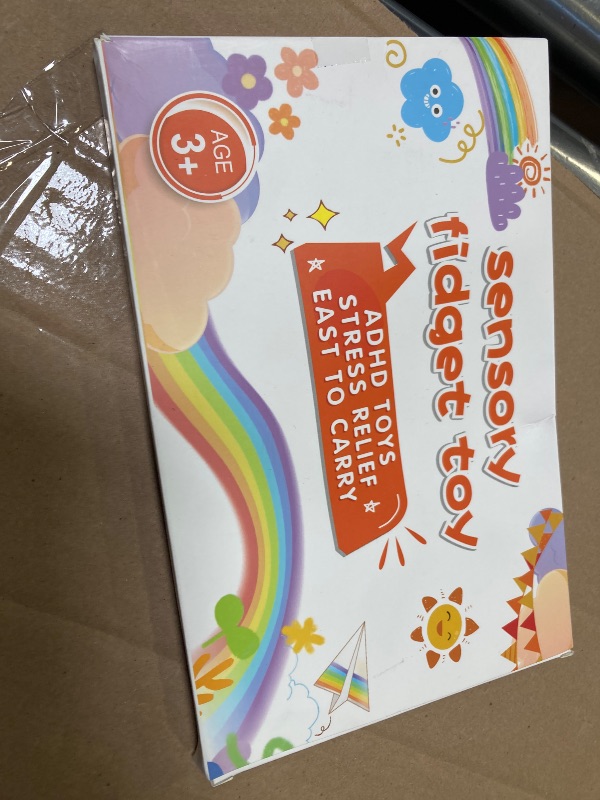 sensory
fidget toy
ADHD TOYS
STRESS RELIEF
EAST TO CARRY
AGE
3+